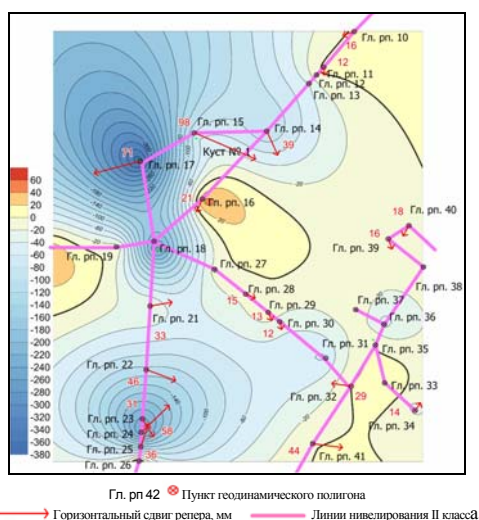 Гл. рп. 10
16
12
Гл. рп. 11
Гл. рп. 12
Гл. рп. 13
98
Гл. рп. 15
Гл. рп. 14
Куст № 1
39
Гл. рп. 17
21
Гл. рп. 16
18
Гл. рп. 40
16
Гл. рп. 39
Гл. рп. 18
Гл. рп. 19
Гл. рп. 27
Гл. рп. 38
60
40
20
0
-20
-40
-60
-80
-100
-120
-140
-160
-180
-200
-220
-240
-260
-280
-300
-320
-340
-360
-380
15
Гл. рп. 28
13
Гл. рп. 29
12
Гл. рп. 30
Гл. рп. 37
Гл. рп. 36
Гл. рп. 21
33
Гл. рп. 31
Гл. рп. 35
Гл. рп. 22
46
Гл. рп. 32
29
Гл. рп. 33
31
Гл. рп. 23
Гл. рп. 24
58
Гл. рп. 25
36
Гл. рп. 26
14
Гл. рп. 34
44
Гл. рп. 41
Гл. рп 42 Пункт геодинамического полигона
Горизонтальный сдвиг репера, мм Линии нивелирования II класса